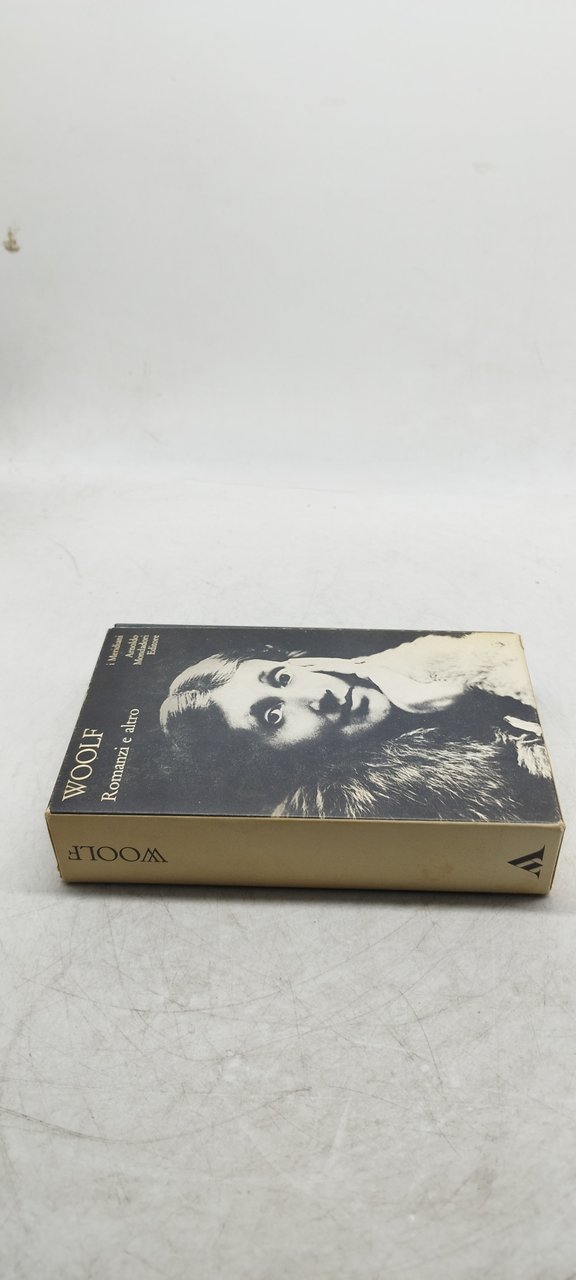 WOOLF
Romanzi e altro
i Meridiani
Arnoldo
Mondadori
Editore
WOOLF